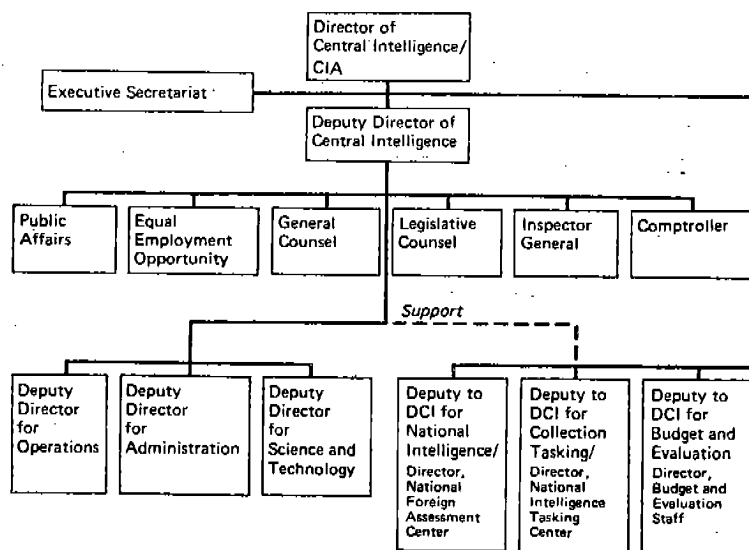 Director of
Central Intelligence/
CIA
Executive Secretariat
Deputy Director of
Central Intelligence
Public
Affairs
Equal
Employment
Opportunity
General
Counsel
Legislative
Counsel
Inspector
General
Comptroller
Support
Deputy
Director
for
Operations
Deputy
Director
for
Administration
Deputy
Director
for
Science and
Technology
Deputy to
DCI for
National
Intelligence/
Director,
National
Foreign
Assessment
Center
Deputy to
DCI for
Collection
Tasking/
Director,
National
Intelligence
Tasking
Center
Deputy to
DCI for
Budget and
Evaluation
Director,
Budget and
Evaluation
Staff